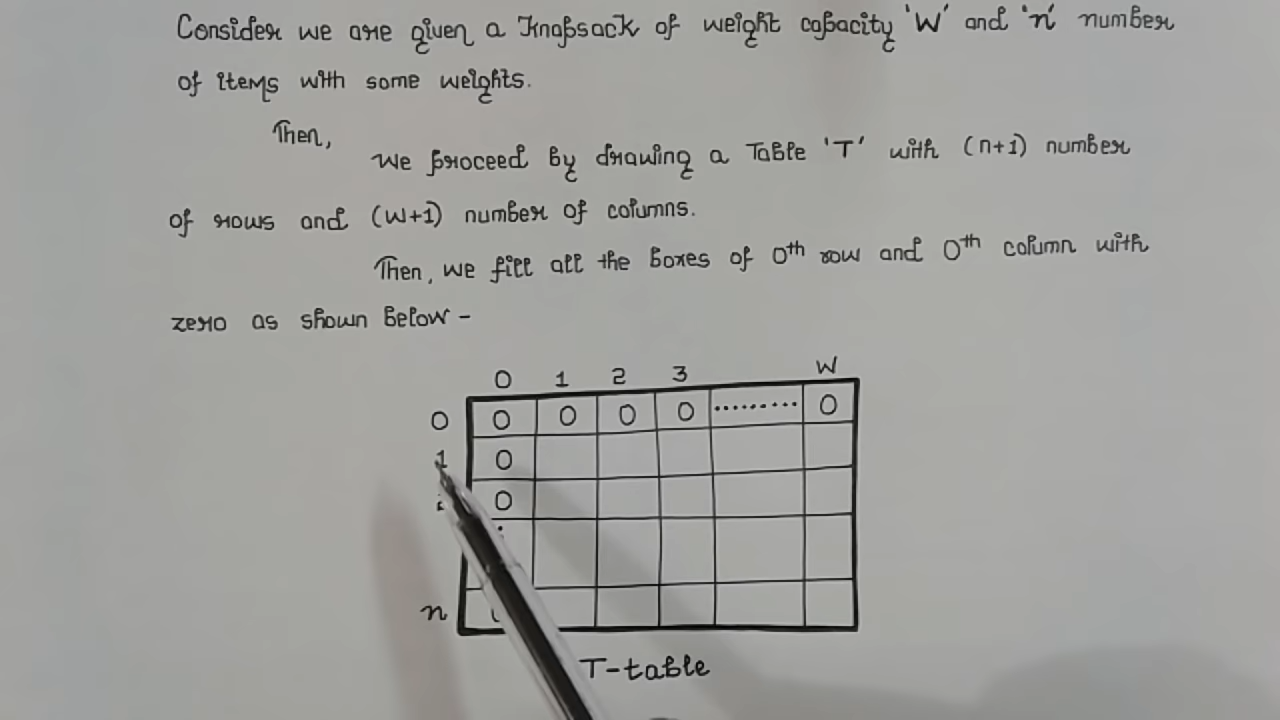 Consider we are given a Knapsack of weight capacity 'W' and 'n' number
of items with some weights.
Then,
we proceed by drawing a Table 'T' with (n+1) number
of rows and (w+1) number of columns.
Then, we fill all the boxes of 0th row and 0th column with
zero as shown below -
0 1 2 3 W
0 0 0 0 0 ......... 0
1 0
0
n
T-table